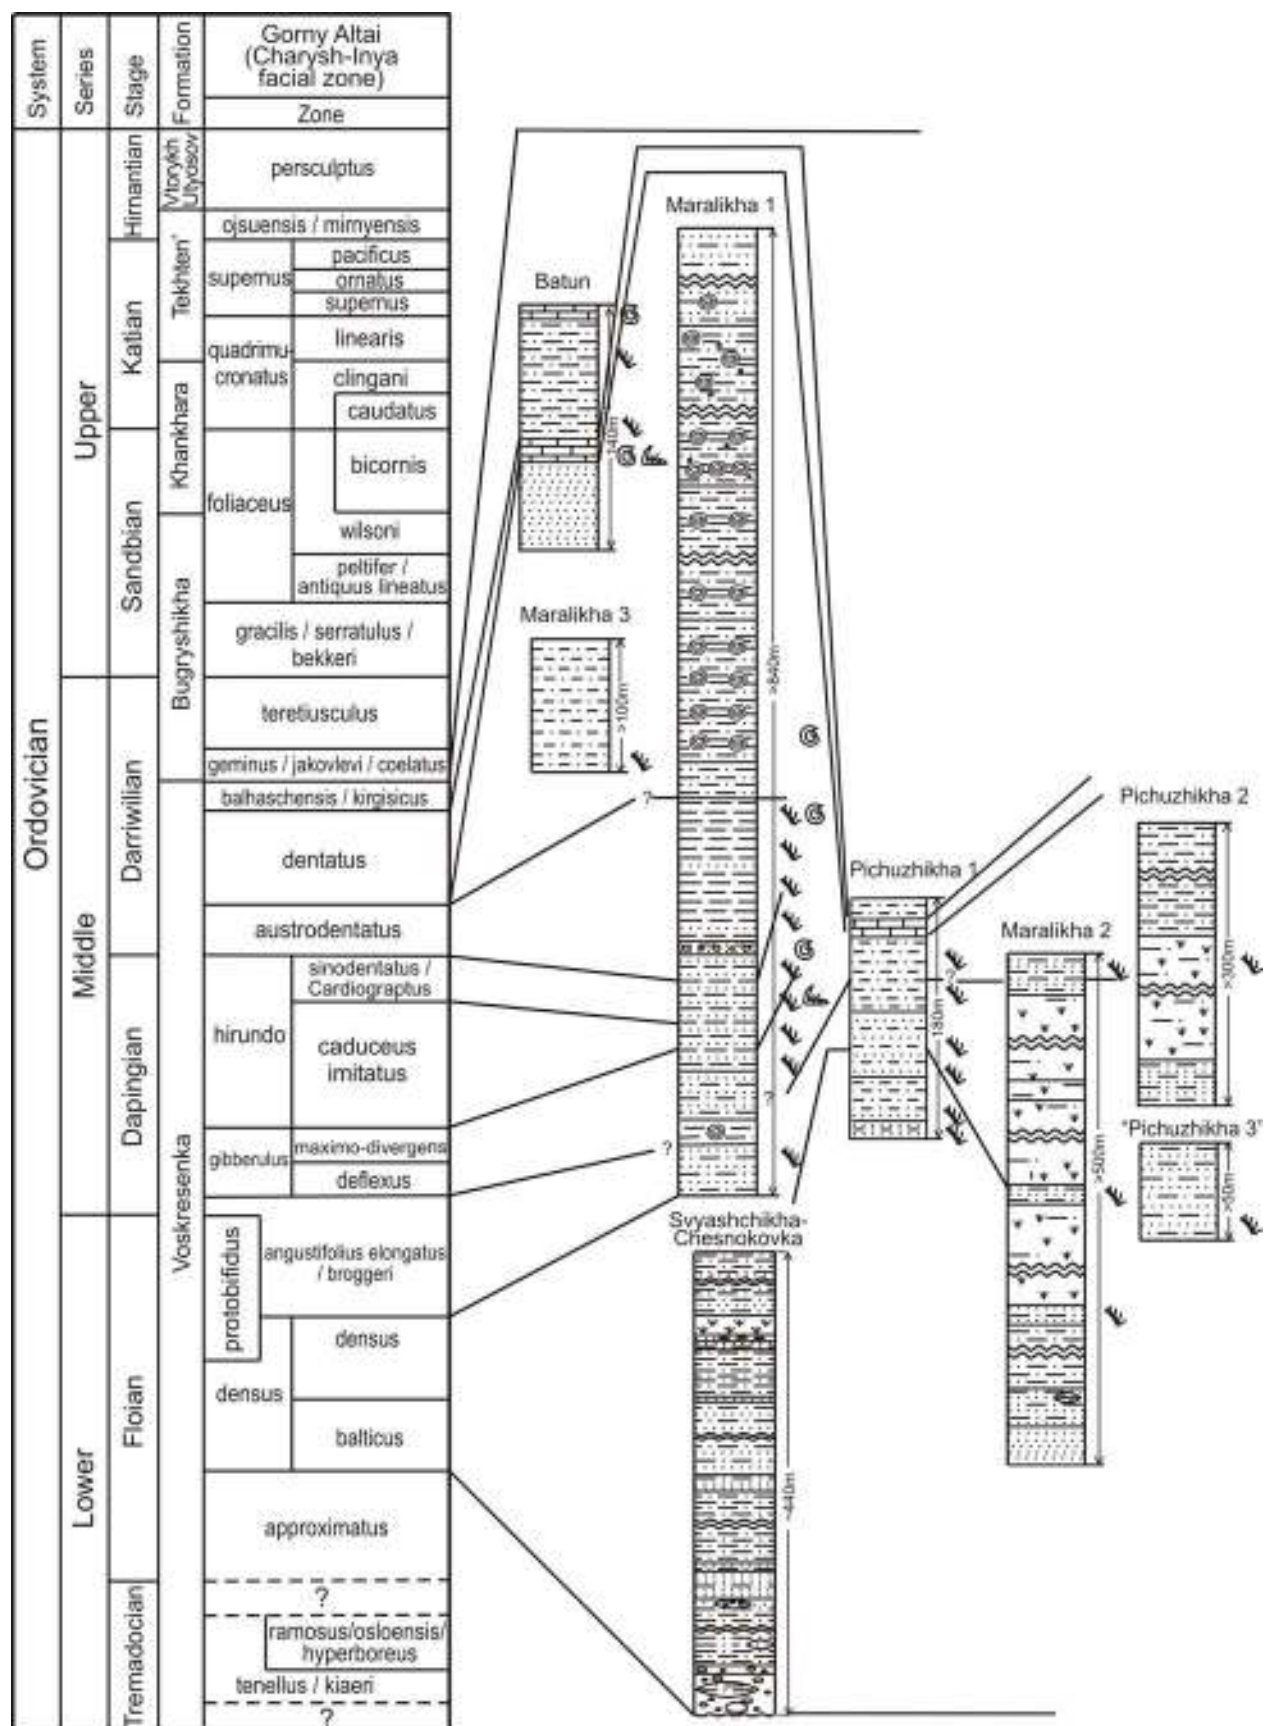 System
Series
Stage
Formation
Gorny Altai
(Charysh-Inya
facial zone)
Zone
Ordovician
Upper
Middle
Lower
Hirnantian
Katian
Sandbian
Darriwilian
Dapingian
Floian
Tremadocian
Vtorykh
Utyosov
Tekhten'
Khankhara
Bugryshikha
Voskresenka
persculptus
ojsuensis / mirnyensis
supernus
pacificus
ornatus
supernus
quadrimu-
cronatus
linearis
clingani
caudatus
foliaceus
bicornis
wilsoni
peltifer /
antiquus lineatus
gracilis / serratulus /
bekkeri
teretiusculus
geminus / jakovlevi / coelatus
balhaschensis / kirgisicus
dentatus
austrodentatus
hirundo
sinodentatus /
Cardiograptus
caduceus
imitatus
gibberulus
maximo-divergens
deflexus
protobifidus
angustifolius elongatus
/ broggeri
densus
densus
balticus
approximatus
?
ramosus/osloensis/
hyperboreus
tenellus / kiaeri
?
Batun
140m
Maralikha 3
>100m
Maralikha 1
>840m
?
?
?
Svyashchikha-
Chesnokovka
>440m
Pichuzhikha 1
180m
?
Maralikha 2
>500m
Pichuzhikha 2
>300m
"Pichuzhikha 3"
>50m